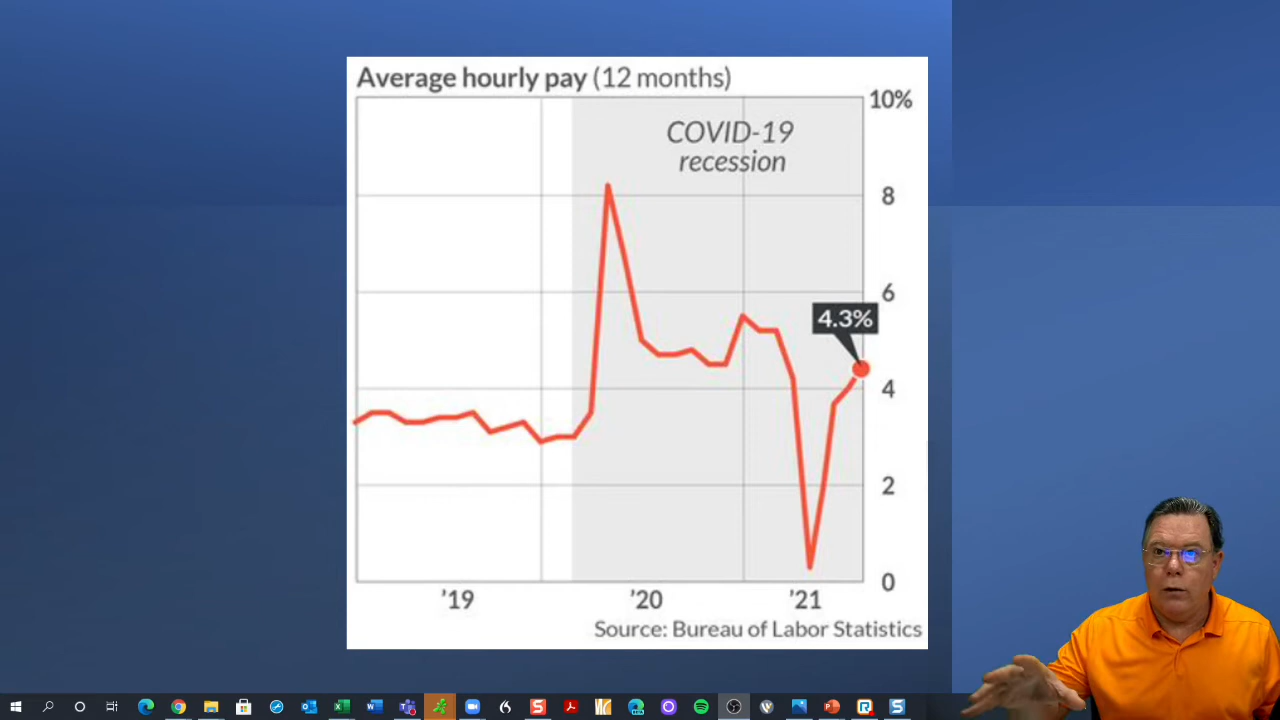 Average hourly pay (12 months)
10%
COVID-19
recession
8
6
4.3%
4
2
0
'19 '20 '21
Source: Bureau of Labor Statistics